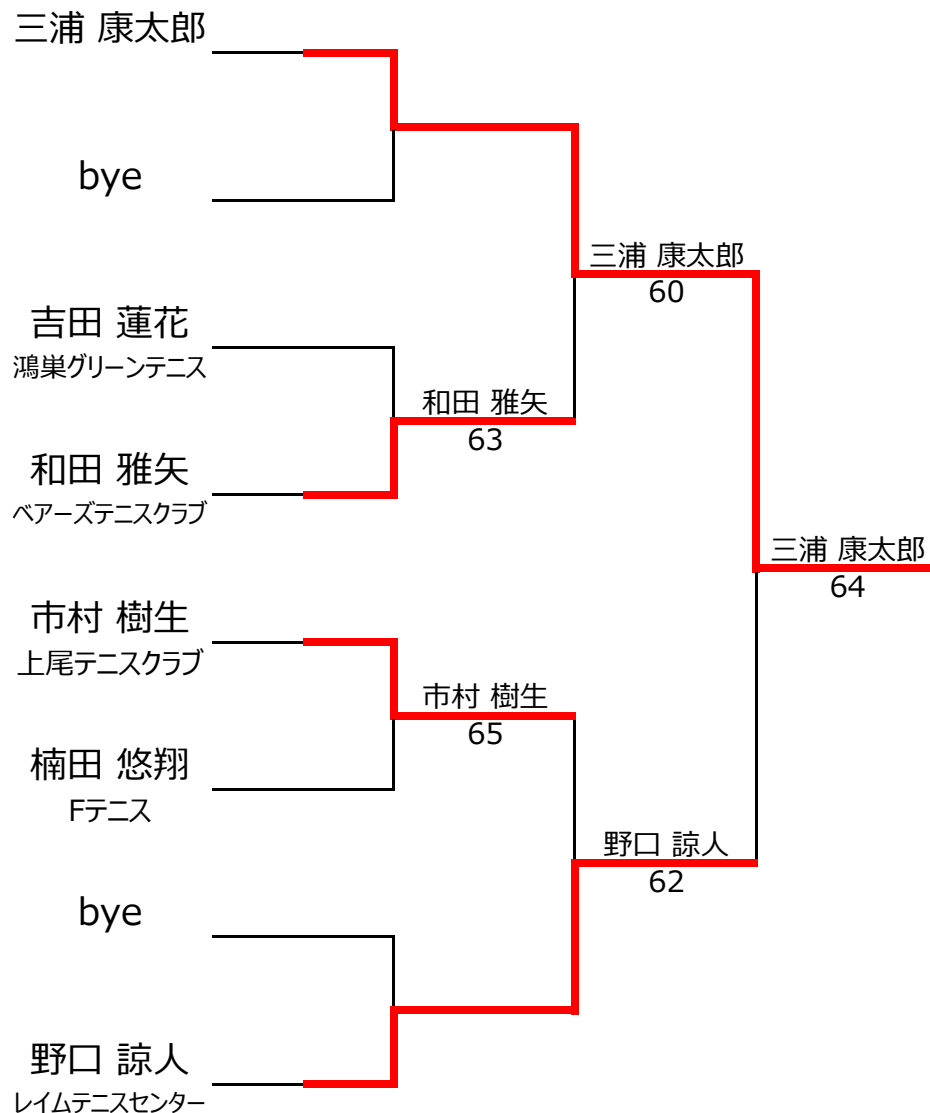 三浦 康太郎
bye
吉田 蓮花
鴻巣グリーンテニス
和田 雅矢
ベアーズテニスクラブ
市村 樹生
上尾テニスクラブ
楠田 悠翔
Fテニス
bye
野口 諒人
レイムテニスセンター
和田 雅矢
63
市村 樹生
65
三浦 康太郎
60
野口 諒人
62
三浦 康太郎
64